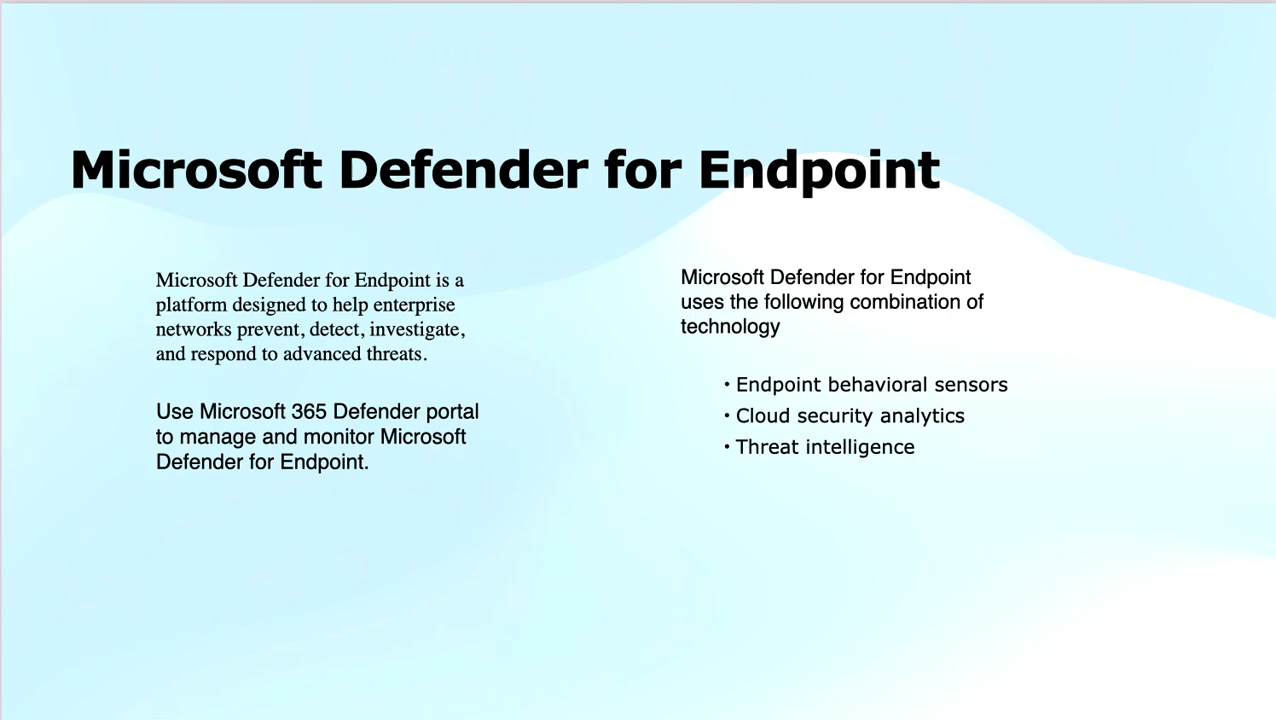 Microsoft Defender for Endpoint
Microsoft Defender for Endpoint is a
platform designed to help enterprise
networks prevent, detect, investigate,
and respond to advanced threats.
Use Microsoft 365 Defender portal
to manage and monitor Microsoft
Defender for Endpoint.
Microsoft Defender for Endpoint
uses the following combination of
technology
• Endpoint behavioral sensors
• Cloud security analytics
• Threat intelligence